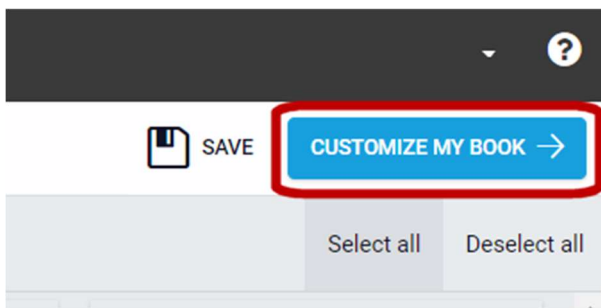 ?
SAVE
CUSTOMIZE MY BOOK →
Select all
Deselect all